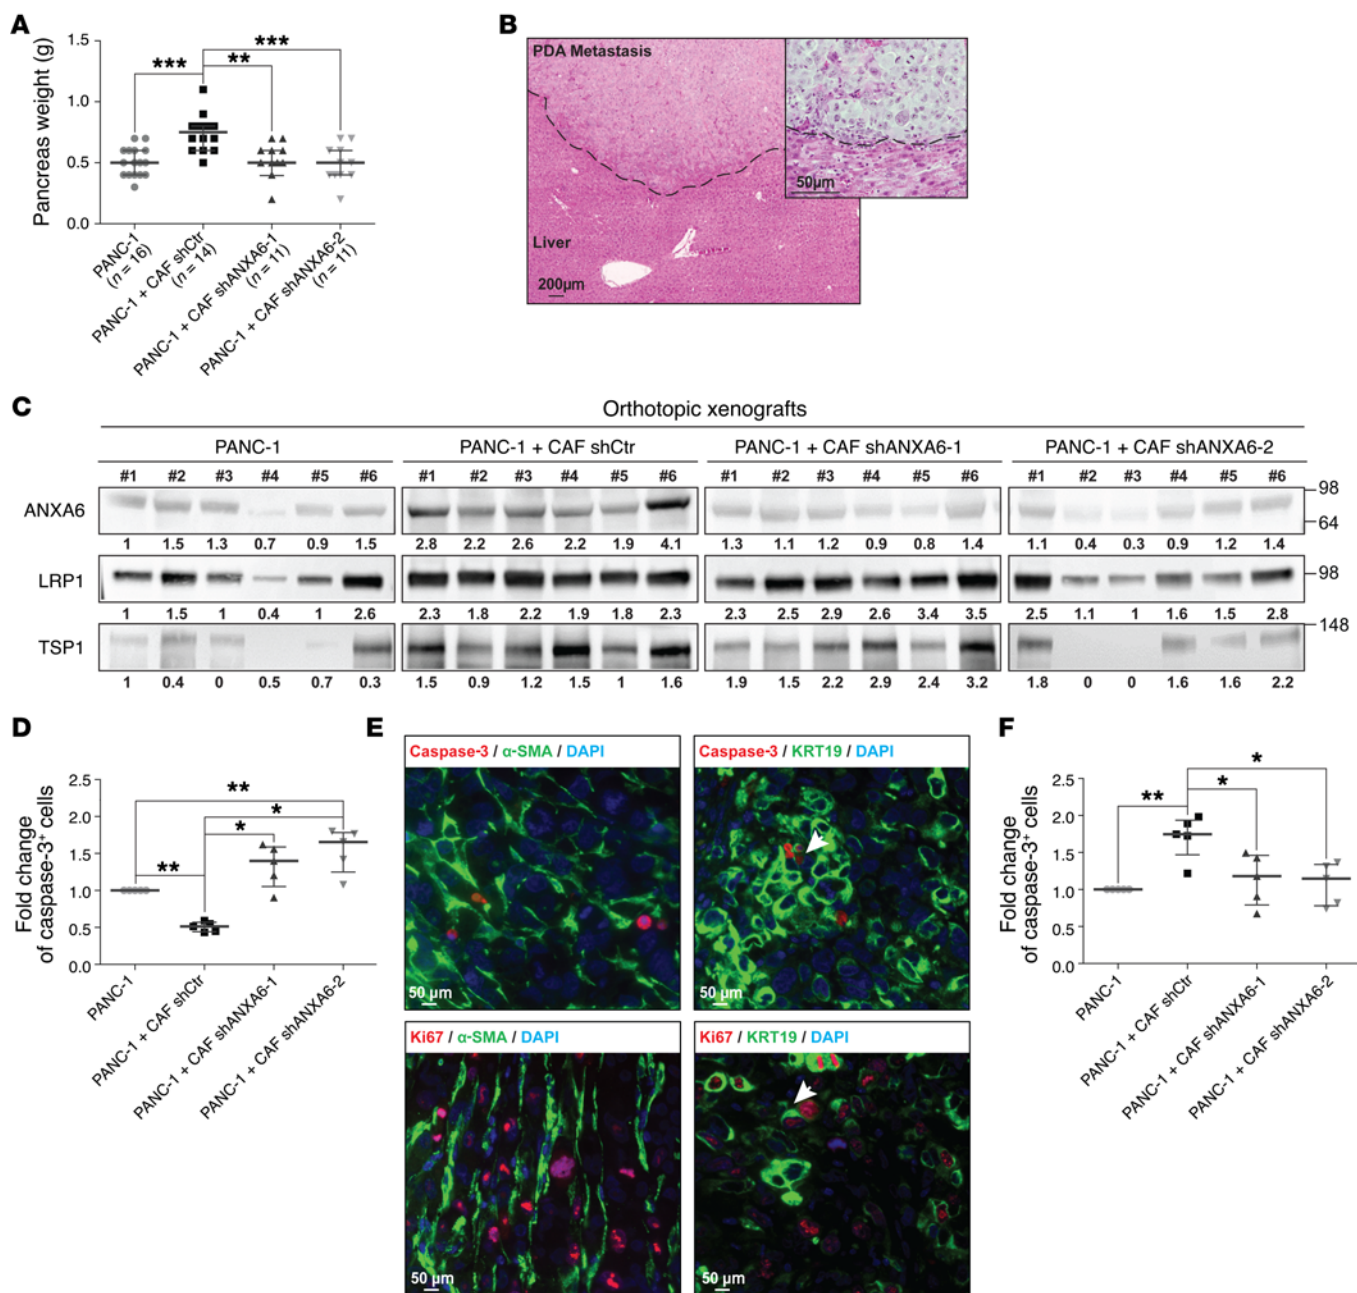 A
Pancreas weight (g)
1.5
1.0
0.5
0.0
***
**
***
PANC-1
(n = 16)
PANC-1 + CAF shCtr
(n = 14)
PANC-1 + CAF shANXA6-1
(n = 11)
PANC-1 + CAF shANXA6-2
(n = 11)
B
PDA Metastasis
Liver
200µm
50µm
C
Orthotopic xenografts
PANC-1 PANC-1 + CAF shCtr PANC-1 + CAF shANXA6-1 PANC-1 + CAF shANXA6-2
#1 #2 #3 #4 #5 #6 #1 #2 #3 #4 #5 #6 #1 #2 #3 #4 #5 #6 #1 #2 #3 #4 #5 #6
ANXA6 98
64
1 1.5 1.3 0.7 0.9 1.5 2.8 2.2 2.6 2.2 1.9 4.1 1.3 1.1 1.2 0.9 0.8 1.4 1.1 0.4 0.3 0.9 1.2 1.4
LRP1 98
1 1.5 1 0.4 1 2.6 2.3 1.8 2.2 1.9 1.8 2.3 2.3 2.5 2.9 2.6 3.4 3.5 2.5 1.1 1 1.6 1.5 2.8
TSP1 148
1 0.4 0 0.5 0.7 0.3 1.5 0.9 1.2 1.5 1 1.6 1.9 1.5 2.2 2.9 2.4 3.2 1.8 0 0 1.6 1.6 2.2
D
Fold change
of caspase-3⁺ cells
2.5
2.0
1.5
1.0
0.5
0.0
**
*
*
**
PANC-1
PANC-1 + CAF shCtr
PANC-1 + CAF shANXA6-1
PANC-1 + CAF shANXA6-2
E
Caspase-3 / α-SMA / DAPI
50 µm
Caspase-3 / KRT19 / DAPI
50 µm
Ki67 / α-SMA / DAPI
50 µm
Ki67 / KRT19 / DAPI
50 µm
F
Fold change
of caspase-3⁺ cells
2.5
2.0
1.5
1.0
0.5
0.0
*
*
**
PANC-1
PANC-1 + CAF shCtr
PANC-1 + CAF shANXA6-1
PANC-1 + CAF shANXA6-2